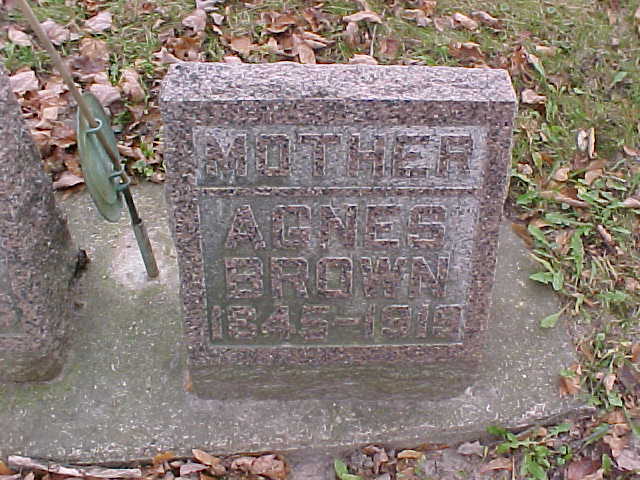 MOTHER
AGNES
BROWN
1845-1919